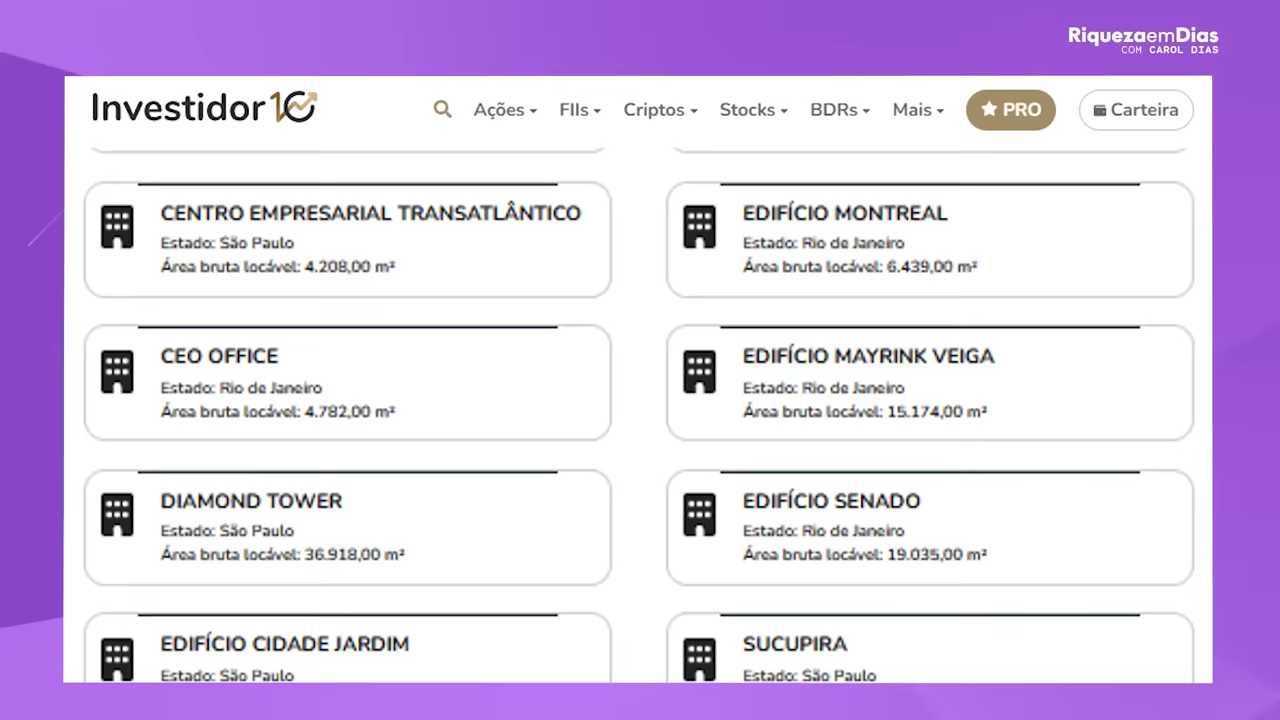 RiquezaemDias
COM CAROL DIAS
Investidor10
Ações
FIIs
Criptos
Stocks
BDRs
Mais
PRO
Carteira
CENTRO EMPRESARIAL TRANSATLÂNTICO
Estado: São Paulo
Área bruta locável: 4.208,00 m²
EDIFÍCIO MONTREAL
Estado: Rio de Janeiro
Área bruta locável: 6.439,00 m²
CEO OFFICE
Estado: Rio de Janeiro
Área bruta locável: 4.782,00 m²
EDIFÍCIO MAYRINK VEIGA
Estado: Rio de Janeiro
Área bruta locável: 15.174,00 m²
DIAMOND TOWER
Estado: São Paulo
Área bruta locável: 36.918,00 m²
EDIFÍCIO SENADO
Estado: Rio de Janeiro
Área bruta locável: 19.035,00 m²
EDIFÍCIO CIDADE JARDIM
Estado: São Paulo
SUCUPIRA
Estado: São Paulo